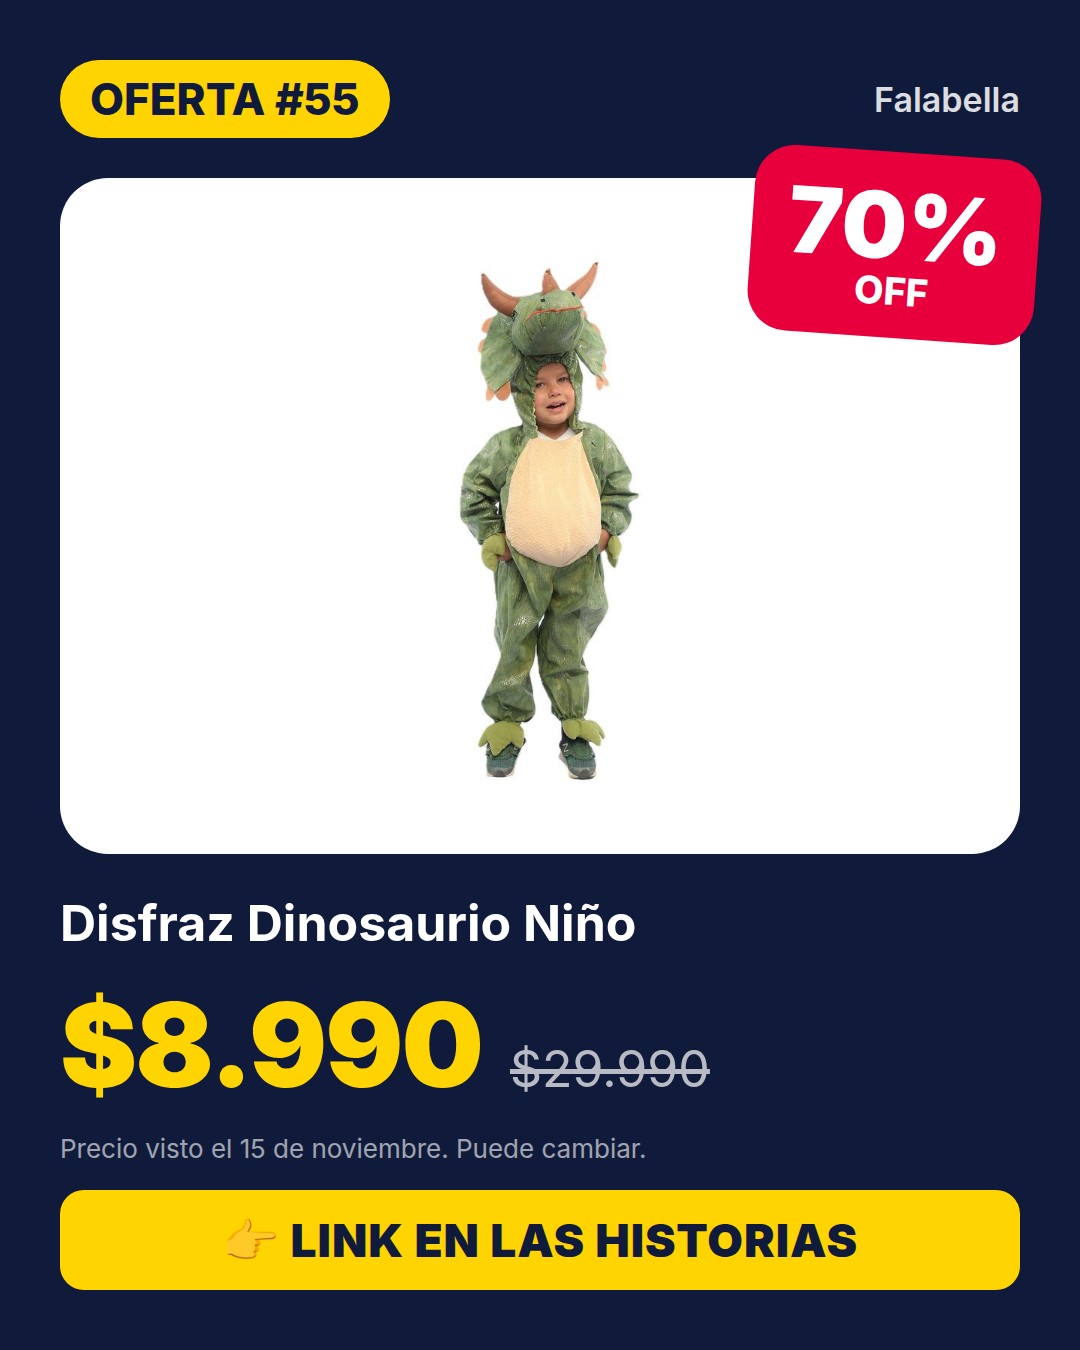 OFERTA #55
Falabella
70%
OFF
Disfraz Dinosaurio Niño
$8.990 $29.990
Precio visto el 15 de noviembre. Puede cambiar.
👉 LINK EN LAS HISTORIAS